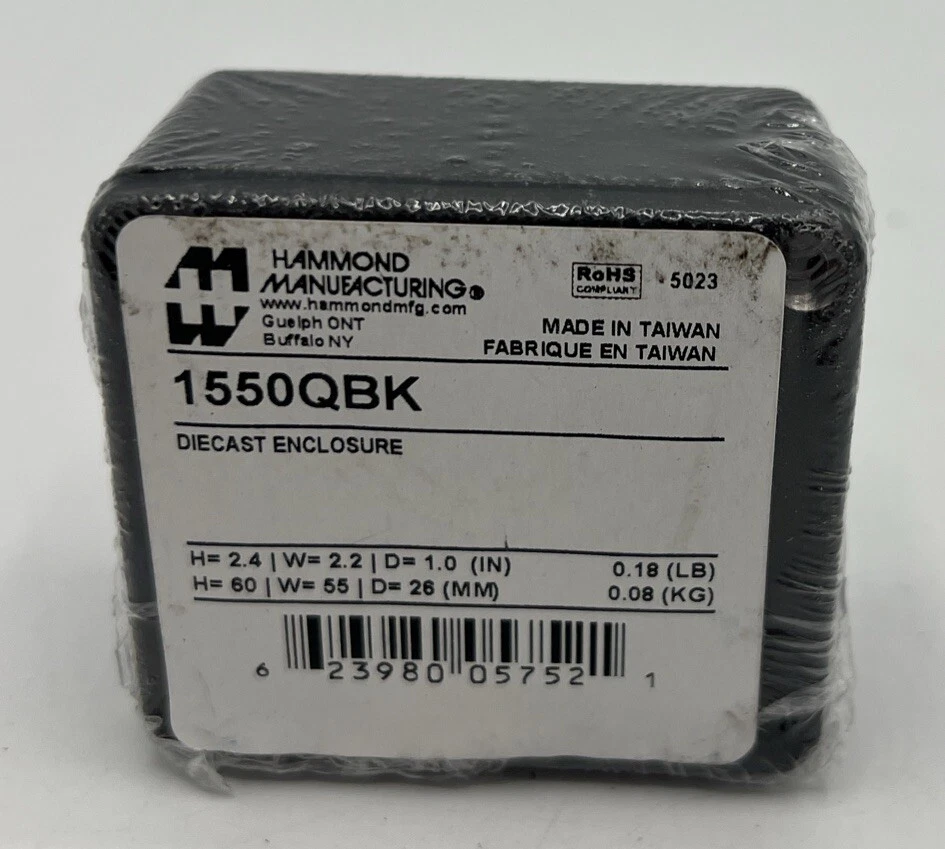 HAMMOND
MANUFACTURING®
www.hammondmfg.com
Guelph ONT
Buffalo NY
RoHS
COMPLIANT
5023
MADE IN TAIWAN
FABRIQUE EN TAIWAN
1550QBK
DIECAST ENCLOSURE
H= 2.4 | W= 2.2 | D= 1.0 (IN) 0.18 (LB)
H= 60 | W= 55 | D= 26 (MM) 0.08 (KG)
6 23980 05752 1